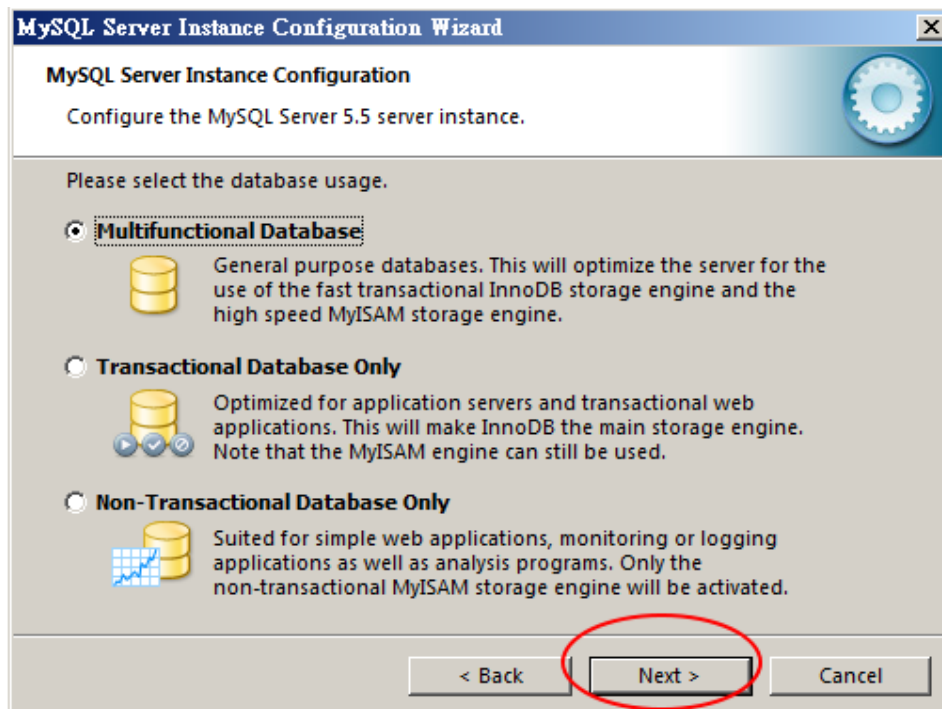 MySQL Server Instance Configuration Wizard
MySQL Server Instance Configuration
Configure the MySQL Server 5.5 server instance.
Please select the database usage.
Multifunctional Database
General purpose databases. This will optimize the server for the
use of the fast transactional InnoDB storage engine and the
high speed MyISAM storage engine.
Transactional Database Only
Optimized for application servers and transactional web
applications. This will make InnoDB the main storage engine.
Note that the MyISAM engine can still be used.
Non-Transactional Database Only
Suited for simple web applications, monitoring or logging
applications as well as analysis programs. Only the
non-transactional MyISAM storage engine will be activated.
< Back Next > Cancel